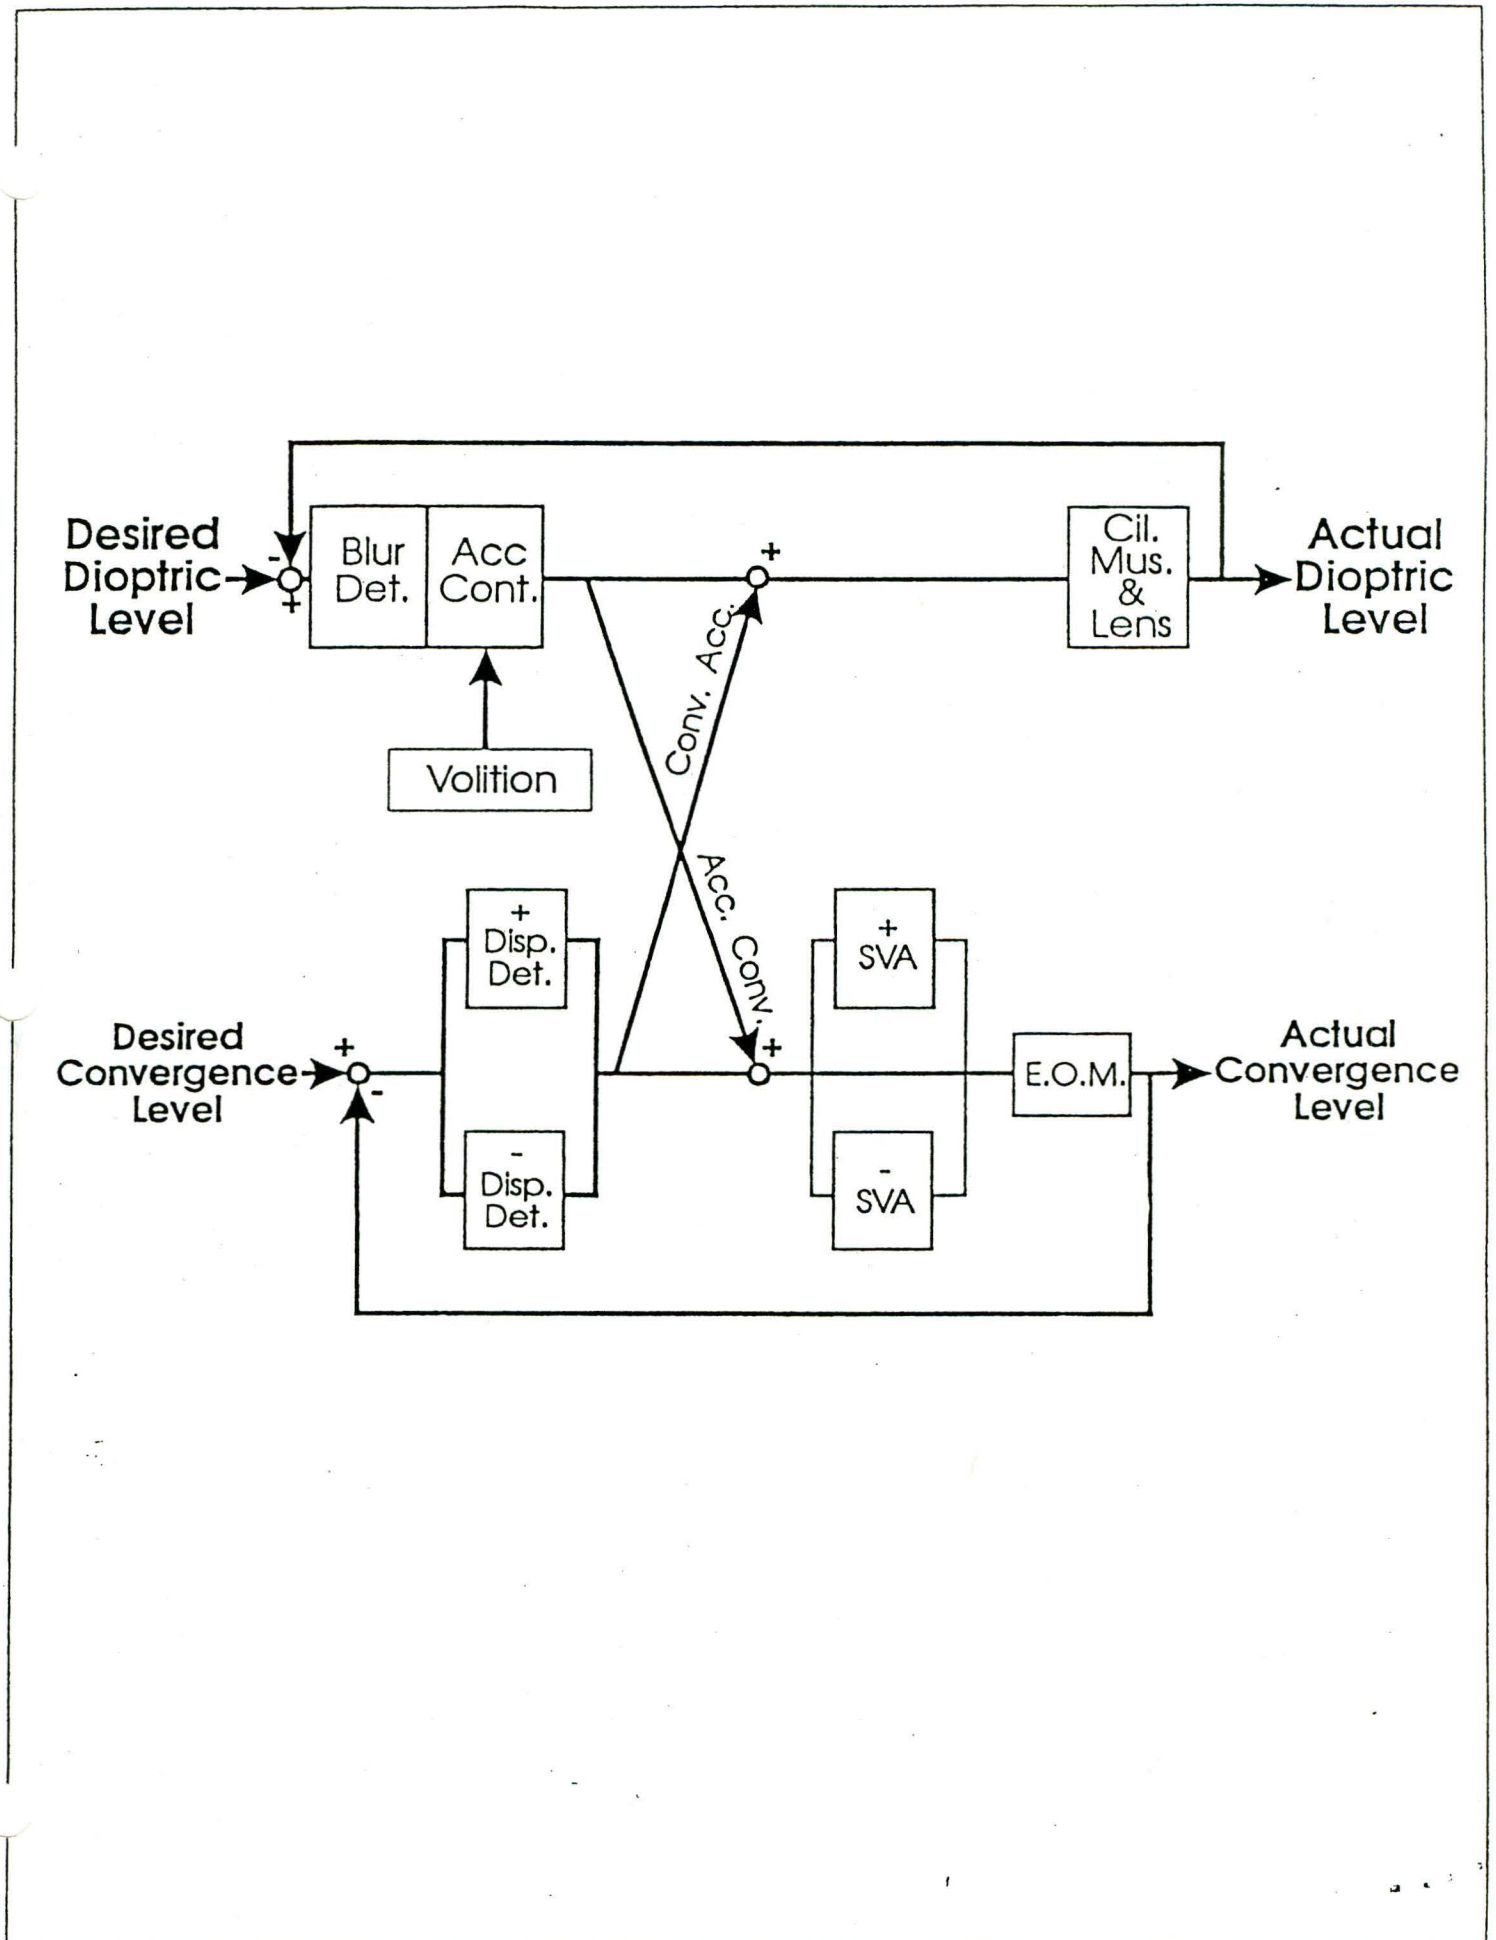 Desired
Dioptric
Level
-
+
Blur
Det.
Acc
Cont.
+
Cil.
Mus.
&
Lens
Actual
Dioptric
Level
Volition
Conv. Acc.
Acc. Conv.
+
Disp.
Det.
+
SVA
Desired
Convergence
Level
+
-
+
E.O.M.
Actual
Convergence
Level
-
Disp.
Det.
-
SVA